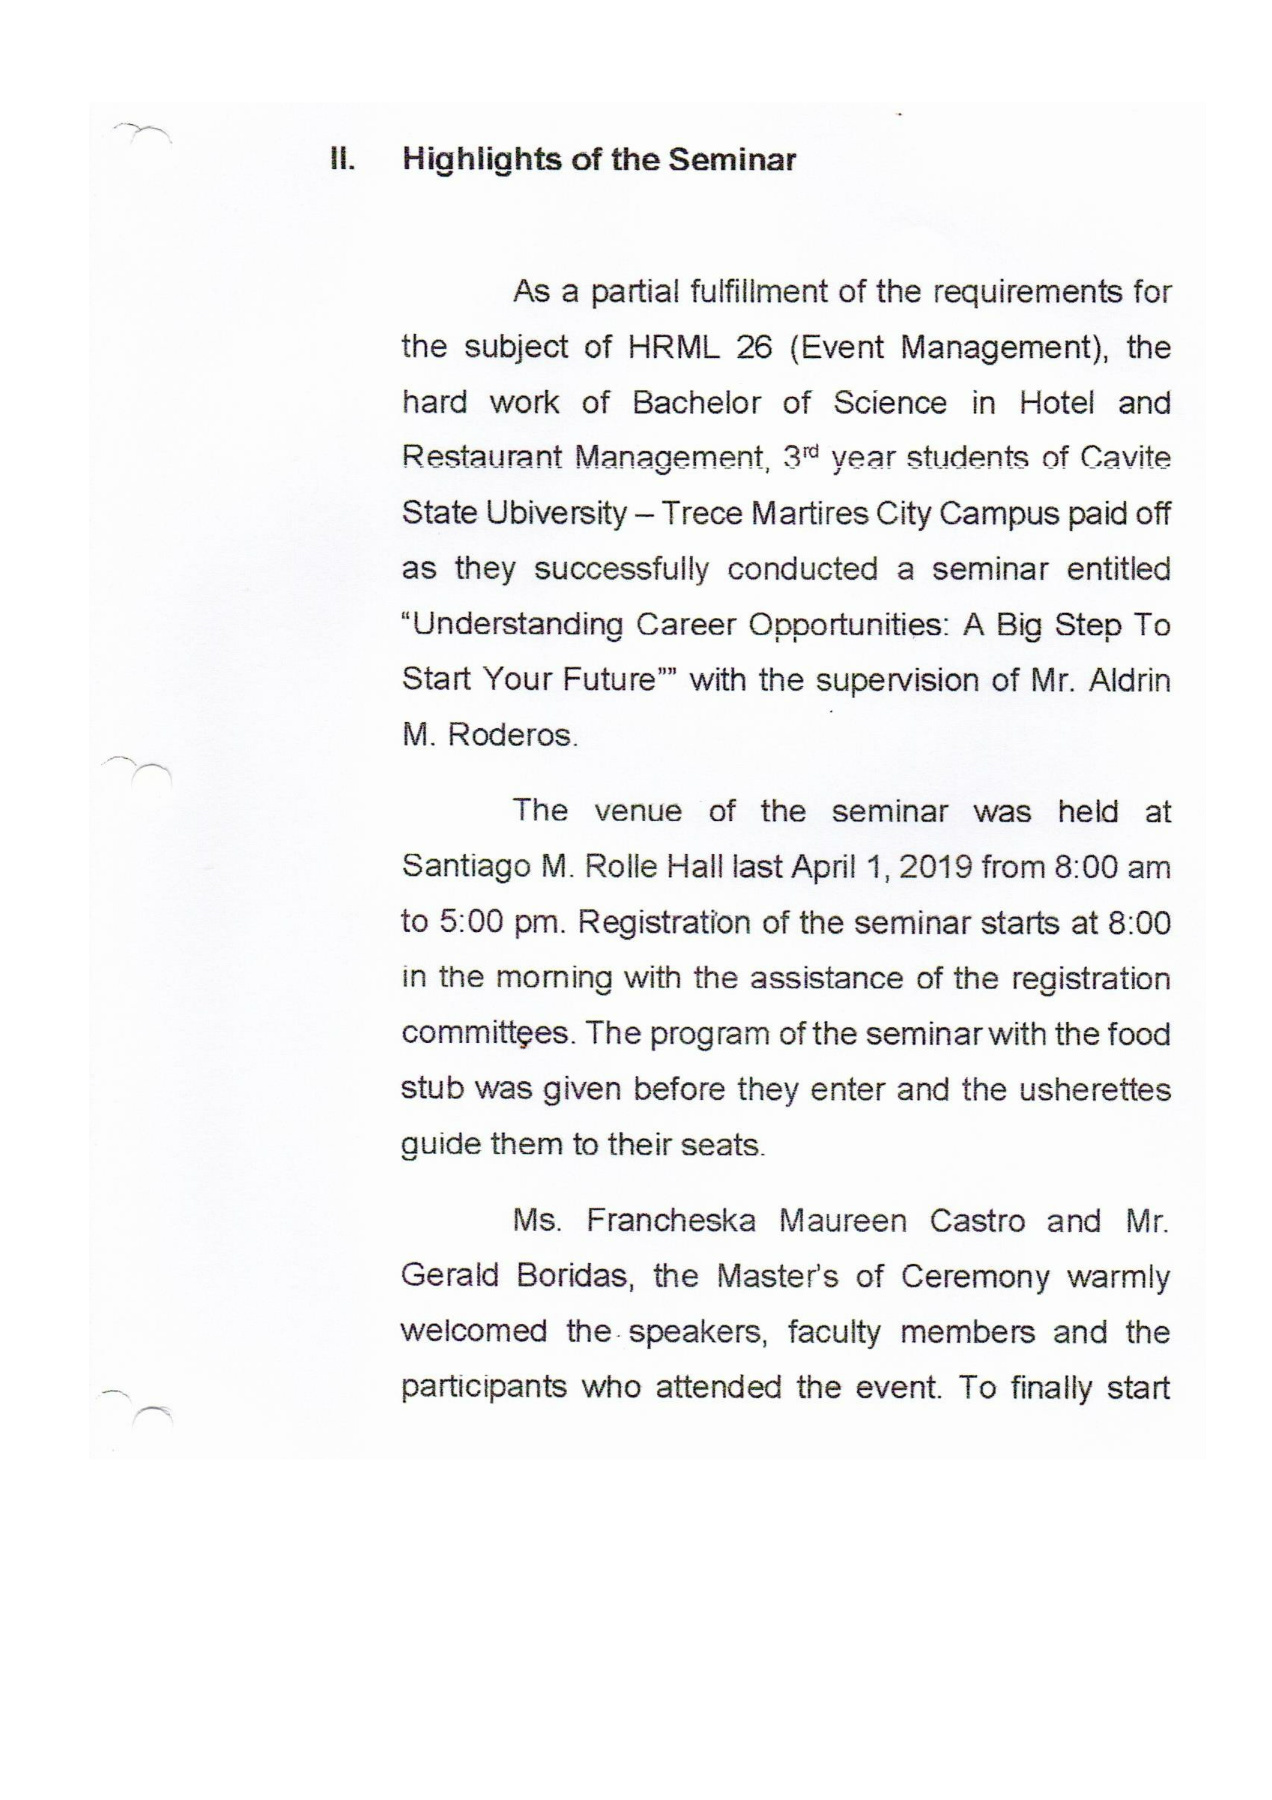 II. Highlights of the Seminar
As a partial fulfillment of the requirements for
the subject of HRML 26 (Event Management), the
hard work of Bachelor of Science in Hotel and
Restaurant Management, 3rd year students of Cavite
State Ubiversity – Trece Martires City Campus paid off
as they successfully conducted a seminar entitled
“Understanding Career Opportunities: A Big Step To
Start Your Future”” with the supervision of Mr. Aldrin
M. Roderos.
The venue of the seminar was held at
Santiago M. Rolle Hall last April 1, 2019 from 8:00 am
to 5:00 pm. Registration of the seminar starts at 8:00
in the morning with the assistance of the registration
committees. The program of the seminar with the food
stub was given before they enter and the usherettes
guide them to their seats.
Ms. Francheska Maureen Castro and Mr.
Gerald Boridas, the Master’s of Ceremony warmly
welcomed the speakers, faculty members and the
participants who attended the event. To finally start